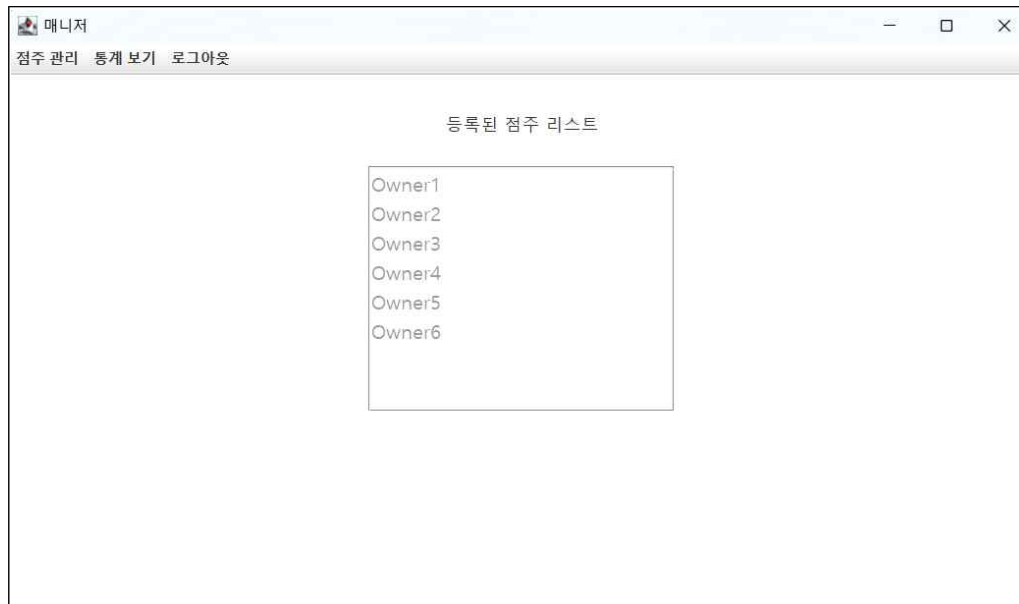 매니저
점주 관리 통계 보기 로그아웃
등록된 점주 리스트
Owner1
Owner2
Owner3
Owner4
Owner5
Owner6